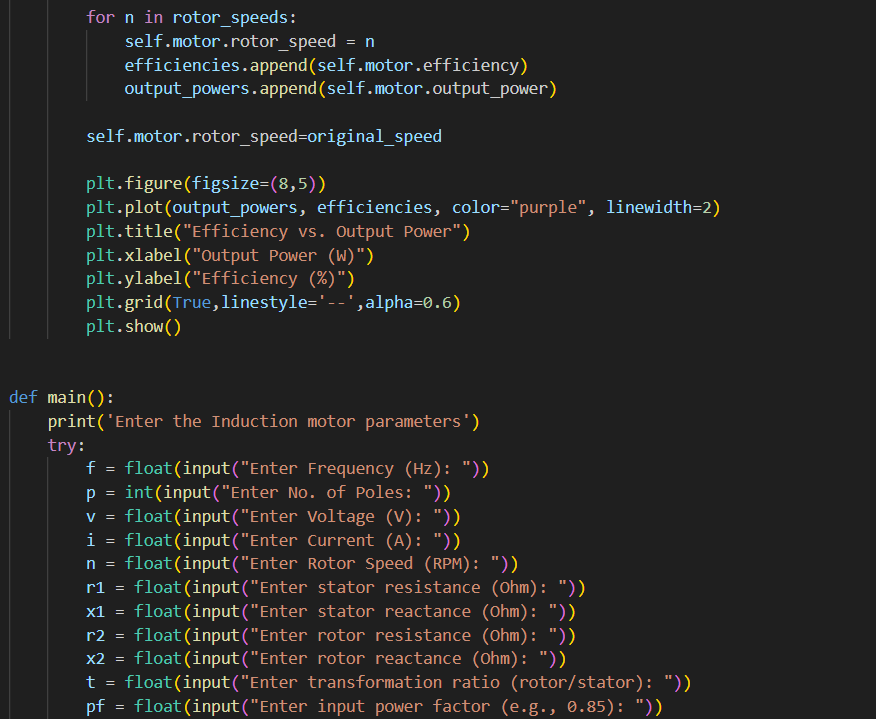 for n in rotor_speeds:
self.motor.rotor_speed = n
efficiencies.append(self.motor.efficiency)
output_powers.append(self.motor.output_power)
self.motor.rotor_speed=original_speed
plt.figure(figsize=(8,5))
plt.plot(output_powers, efficiencies, color="purple", linewidth=2)
plt.title("Efficiency vs. Output Power")
plt.xlabel("Output Power (W)")
plt.ylabel("Efficiency (%)")
plt.grid(True,linestyle='--',alpha=0.6)
plt.show()
def main():
print('Enter the Induction motor parameters')
try:
f = float(input("Enter Frequency (Hz): "))
p = int(input("Enter No. of Poles: "))
v = float(input("Enter Voltage (V): "))
i = float(input("Enter Current (A): "))
n = float(input("Enter Rotor Speed (RPM): "))
r1 = float(input("Enter stator resistance (Ohm): "))
x1 = float(input("Enter stator reactance (Ohm): "))
r2 = float(input("Enter rotor resistance (Ohm): "))
x2 = float(input("Enter rotor reactance (Ohm): "))
t = float(input("Enter transformation ratio (rotor/stator): "))
pf = float(input("Enter input power factor (e.g., 0.85): "))